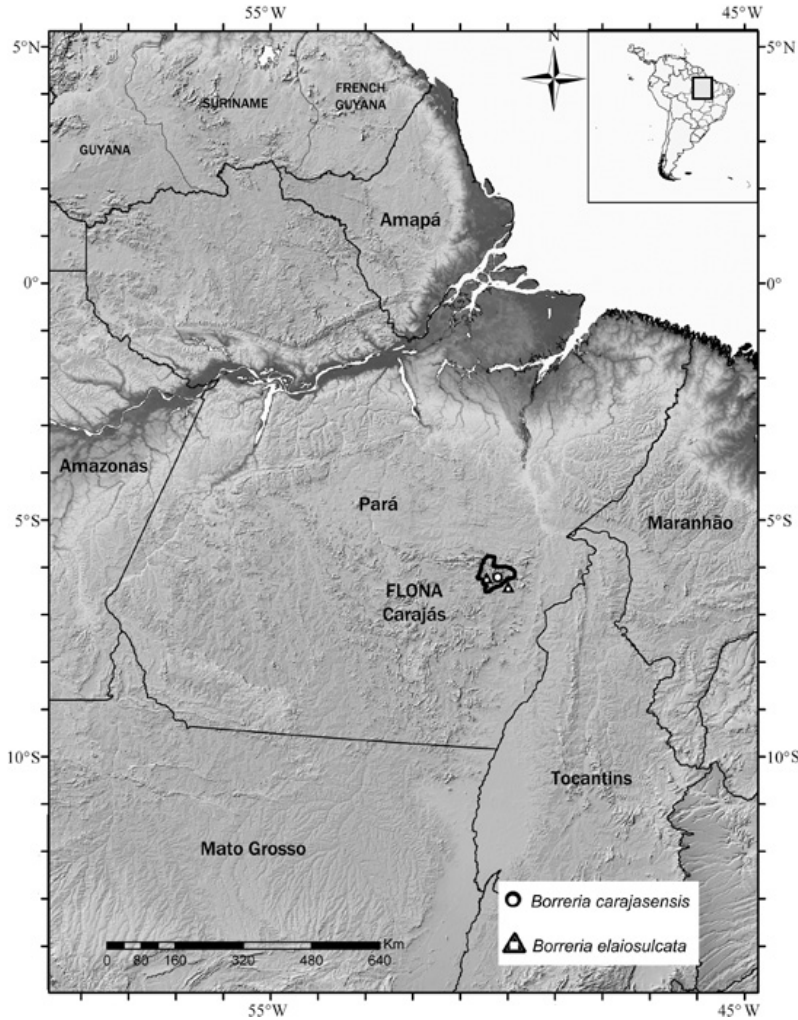 55°W
45°W
N
5°N
5°N
FRENCH
GUYANA
SURINAME
GUYANA
Amapá
0°
0°
Amazonas
Pará
5°S
5°S
Maranhão
FLONA
Carajás
10°S
10°S
Tocantins
Mato Grosso
Borreria carajasensis
Borreria elaiosulcata
Km
0 80 160 320 480 640
55°W
45°W